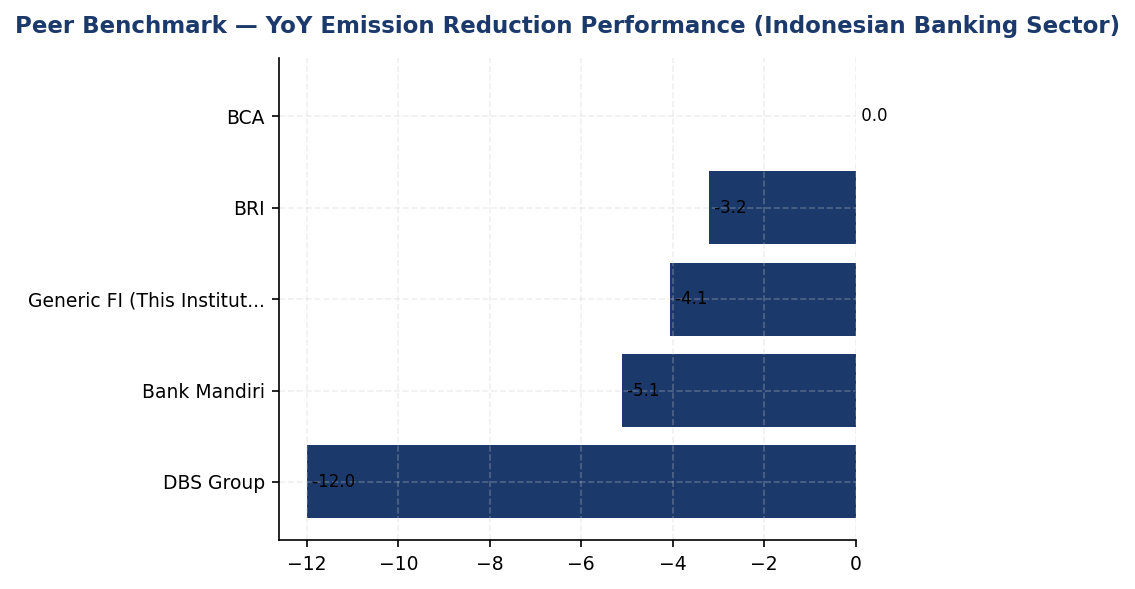 Peer Benchmark — YoY Emission Reduction Performance (Indonesian Banking Sector)
BCA 0.0
BRI -3.2
Generic FI (This Institut... -4.1
Bank Mandiri -5.1
DBS Group -12.0
−12 −10 −8 −6 −4 −2 0